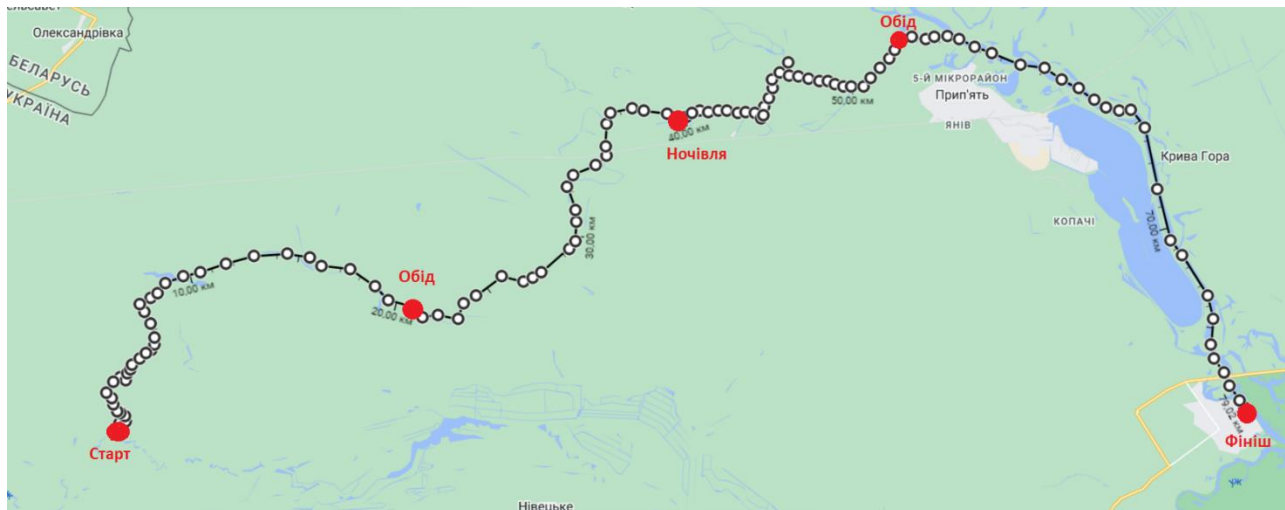 Олександрівка
БЕЛАРУСЬ
УКРАЇНА
Обід
5-Й МІКРОРАЙОН
Прип'ять
ЯНІВ
50,00 км
40,00 км
Ночівля
Крива Гора
КОПАЧІ
70,00 км
30,00 км
10,00 км
Обід
20,00 км
Старт
79,02 км
Фініш
Нівецьке
уж